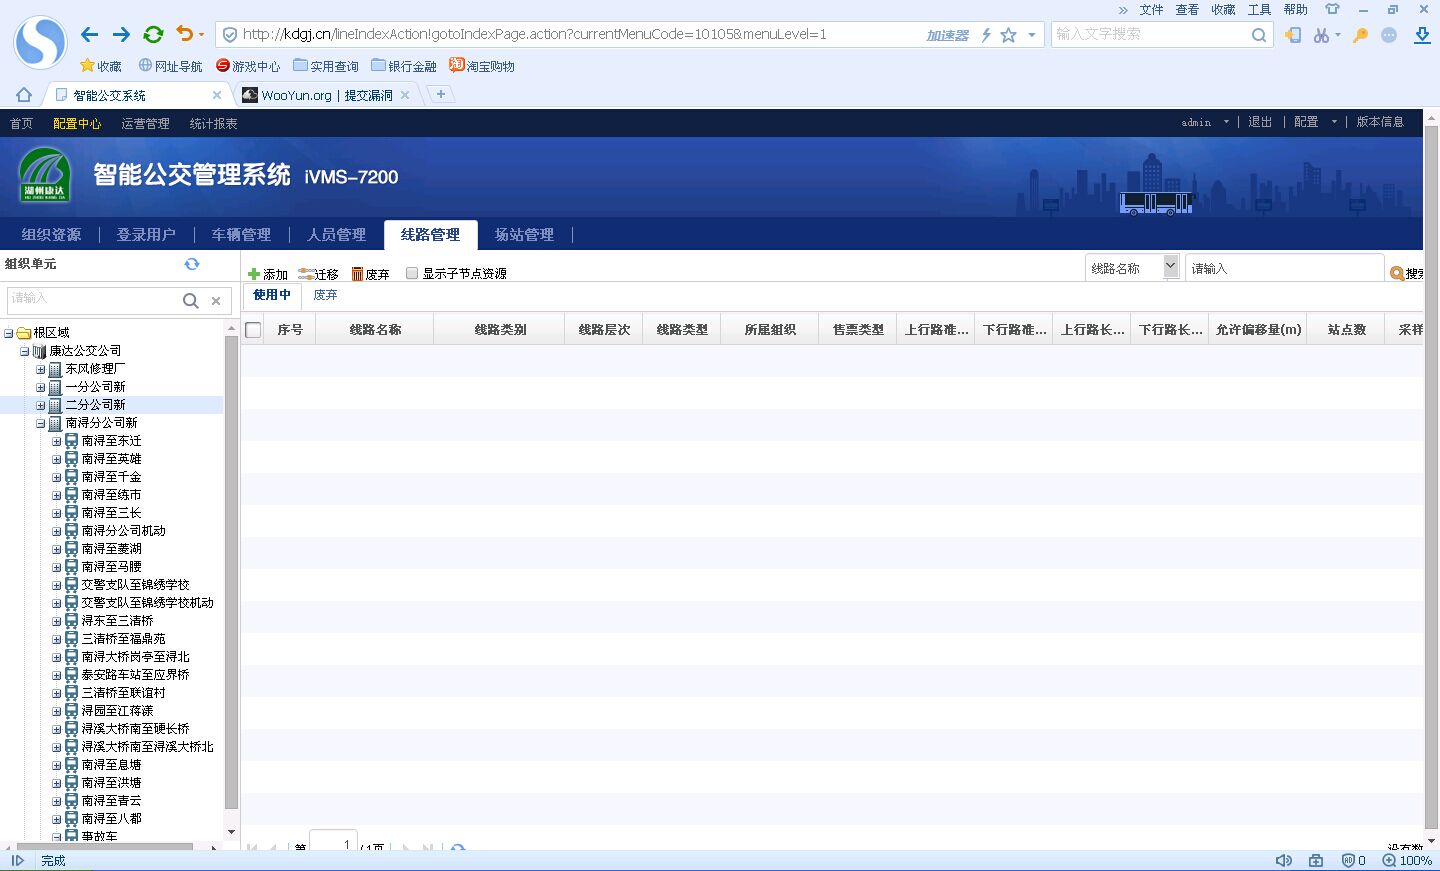 » 文件 查看 收藏 工具 帮助
http://kdgj.cn/lineIndexAction!gotoIndexPage.action?currentMenuCode=10105&menuLevel=1 加速器 输入文字搜索
收藏 网址导航 游戏中心 实用查询 银行金融 淘宝购物
智能公交系统 WooYun.org | 提交漏洞
首页 配置中心 运营管理 统计报表 admin | 退出 | 配置 | 版本信息
湖州康达
智能公交管理系统 iVMS-7200
组织资源 | 登录用户 | 车辆管理 | 人员管理 线路管理 场站管理 |
组织单元 添加 迁移 废弃 显示子节点资源 线路名称 请输入 搜索
请输入 使用中 废弃
序号 线路名称 线路类别 线路层次 线路类型 所属组织 售票类型 上行路准... 下行路准... 上行路长... 下行路长... 允许偏移量(m) 站点数 采样
根区域
康达公交公司
东风修理厂
一分公司新
二分公司新
南浔分公司新
南浔至东迁
南浔至英雄
南浔至千金
南浔至练市
南浔至三长
南浔分公司机动
南浔至菱湖
南浔至马腰
交警支队至锦绣学校
交警支队至锦绣学校机动
浔东至三渚桥
三渚桥至福鼎苑
南浔大桥岗亭至浔北
泰安路车站至应界桥
三渚桥至联谊村
浔园至江蒋漾
浔溪大桥南至硬长桥
浔溪大桥南至浔溪大桥北
南浔至息塘
南浔至洪塘
南浔至青云
南浔至八都
事故车
第 1 /1页 没有数
完成 0 100%